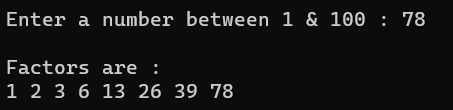 Enter a number between 1 & 100 : 78
Factors are :
1 2 3 6 13 26 39 78